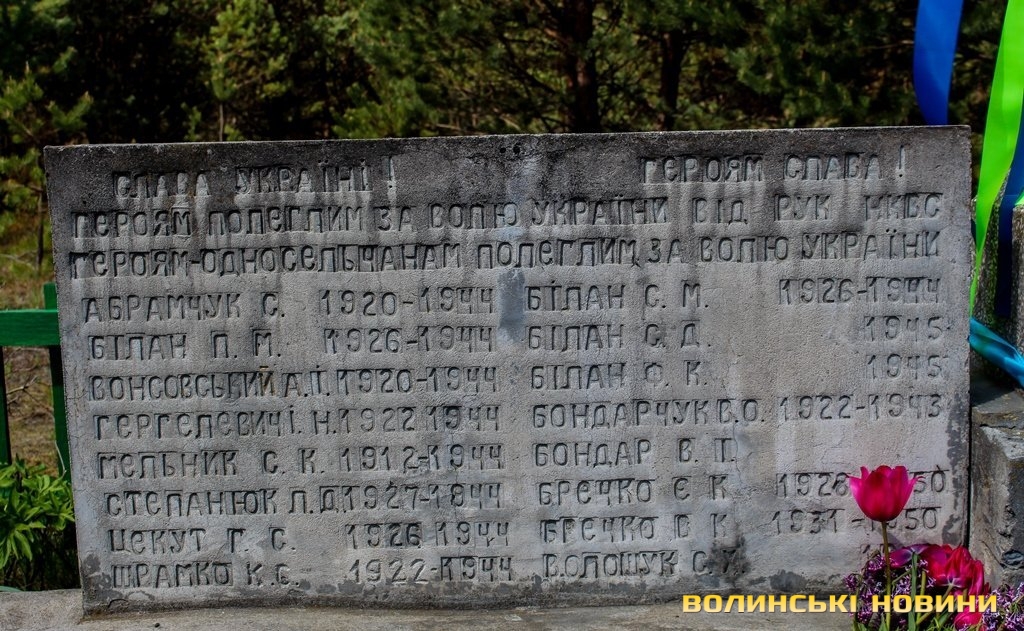 СЛАВА УКРАЇНІ! ГЕРОЯМ СЛАВА!
ГЕРОЯМ ПОЛЕГЛИМ ЗА ВОЛЮ УКРАЇНИ ВІД РУК НКВС
ГЕРОЯМ-ОДНОСЕЛЬЧАНАМ ПОЛЕГЛИМ ЗА ВОЛЮ УКРАЇНИ
АБРАМЧУК С. 1920-1944 БІЛАН С. М. 1926-1944
БІЛАН П. М. 1926-1944 БІЛАН С. Д. 1945
ВОНСОВСЬКИЙ А.І. 1920-1944 БІЛАН Ф. К. 1945
ГЕРГЕЛЕВИЧ І. Н. 1922 1944 БОНДАРЧУК В.О. 1922-1943
МЕЛЬНИК С. К. 1912-1944 БОНДАР В. П.
СТЕПАНЮК Л.Д. 1927-1944 БРЕЧКО Є К
ЦЕКУТ Г. С. 1926 1944 БРЕЧКО В К 1931-1950
ШРАМКО К.С. 1922-1944 ВОЛОШУК С.
ВОЛИНСЬКІ НОВИНИ